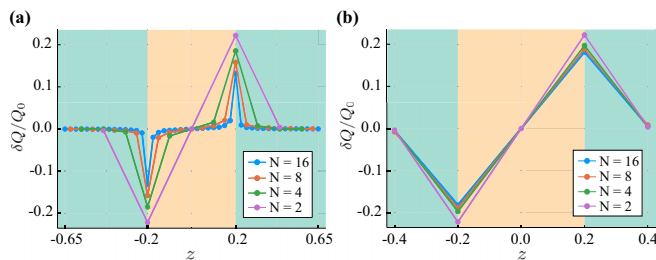 (a)
(b)
0.2
0.1
0.0
-0.1
-0.2
δQ/Q₀
-0.65
-0.2
0.2
0.65
z
N = 16
N = 8
N = 4
N = 2
0.2
0.1
0.0
-0.1
-0.2
δQ/Q₀
-0.4
-0.2
0.0
0.2
0.4
z
N = 16
N = 8
N = 4
N = 2